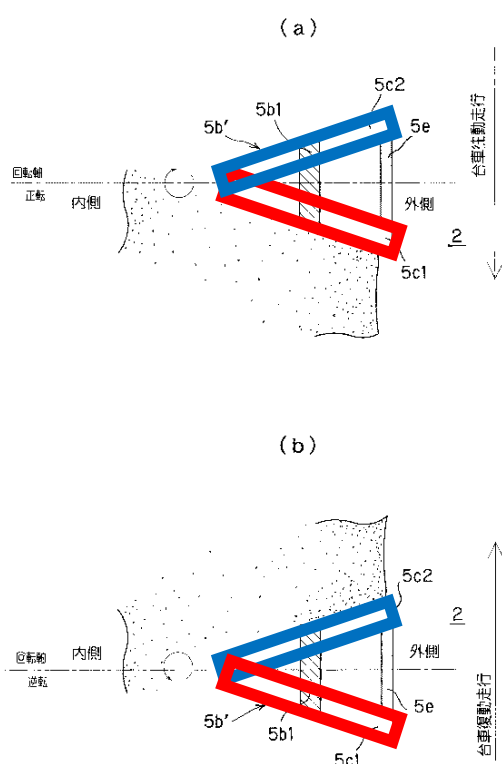 (a)
5c2
5b1
5b'
5e
台車往動走行
回転軸
正転
内側
外側
2
5c1
(b)
5c2
2
回転軸
内側
外側
逆転
5e
5b'
5b1
5c1
台車復動走行